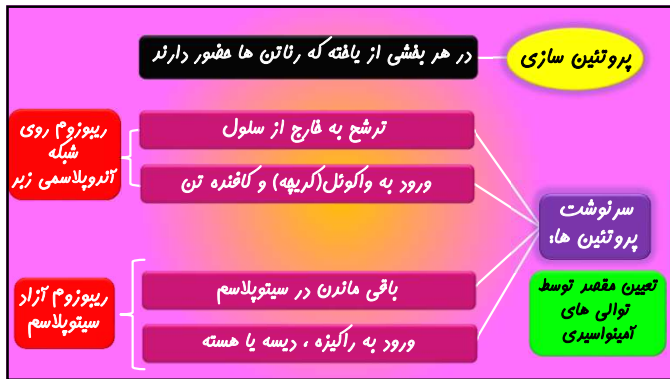 پروتئین سازی
در هر بخشی از یاخته که رناتن ها حضور دارند
ترشح به خارج از سلول
ریبوزوم روی
شبکه
آندوپلاسمی زبر
ورود به واکوئل(کریچه) و کافنده تن
سرنوشت
پروتئین ها:
باقی ماندن در سیتوپلاسم
تعیین مقصد توسط
توالی های
آمینواسیدی
ریبوزوم آزاد
سیتوپلاسم
ورود به راکیزه ، دیسه یا هسته